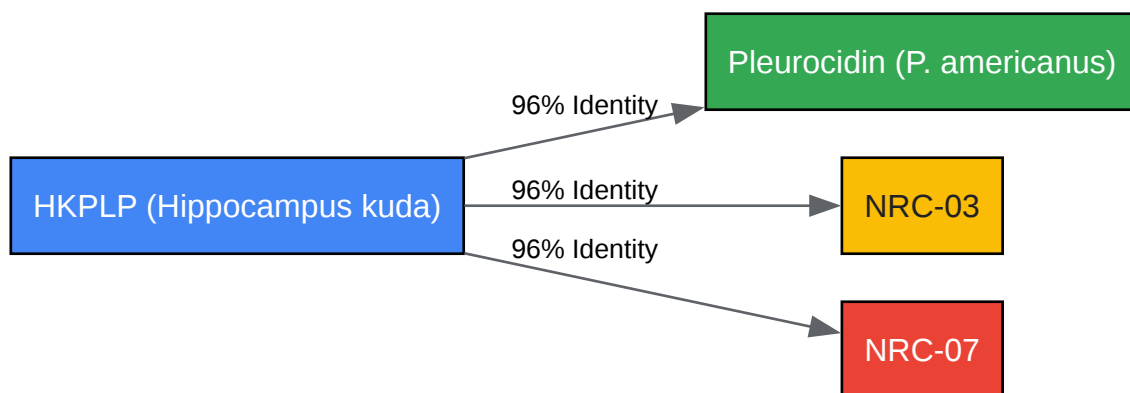 Pleurocidin (P. americanus)
96% Identity
HKPLP (Hippocampus kuda)
96% Identity
NRC-03
96% Identity
NRC-07